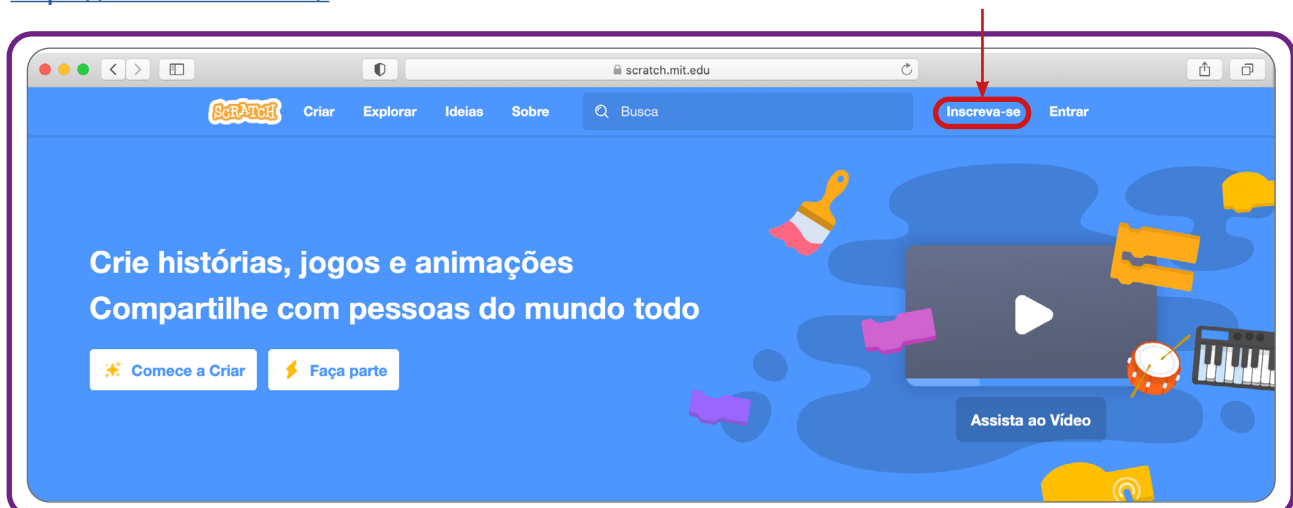 scratch.mit.edu
SCRATCH Criar Explorar Ideias Sobre Busca Inscreva-se Entrar
Crie histórias, jogos e animações
Compartilhe com pessoas do mundo todo
Comece a Criar Faça parte
Assista ao Vídeo